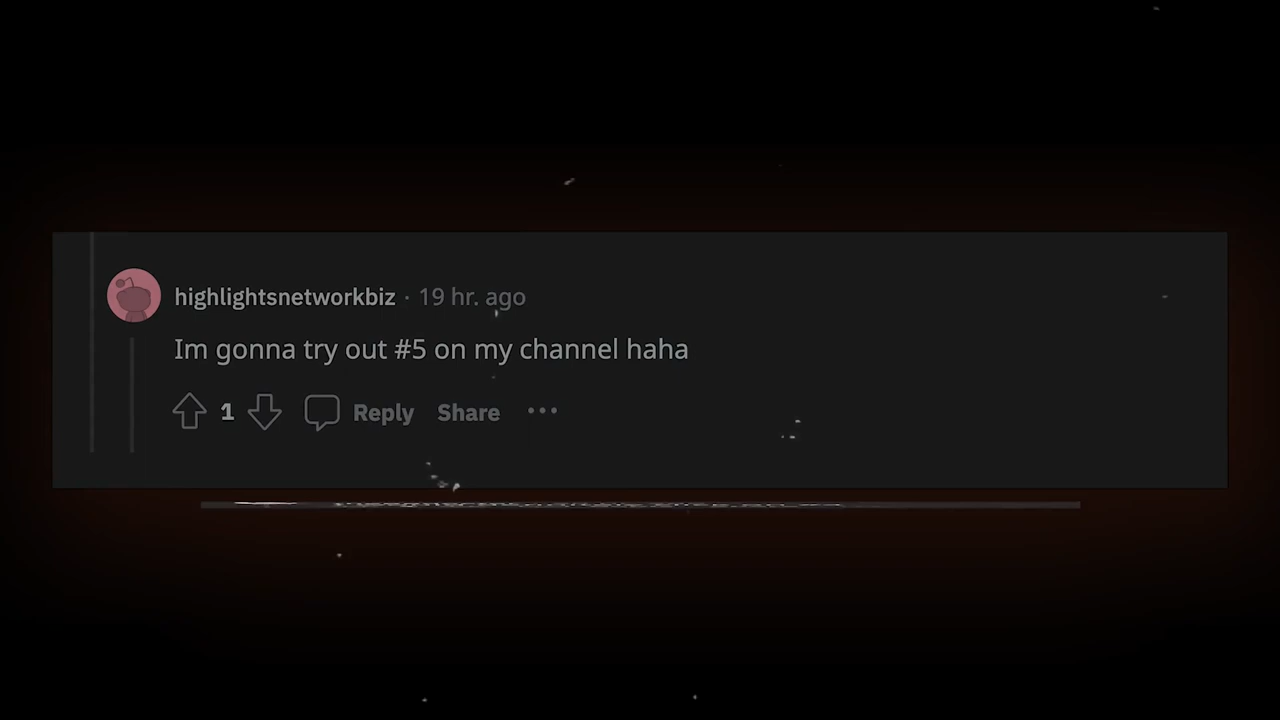 highlightsnetworkbiz · 19 hr. ago
Im gonna try out #5 on my channel haha
1 Reply Share ···